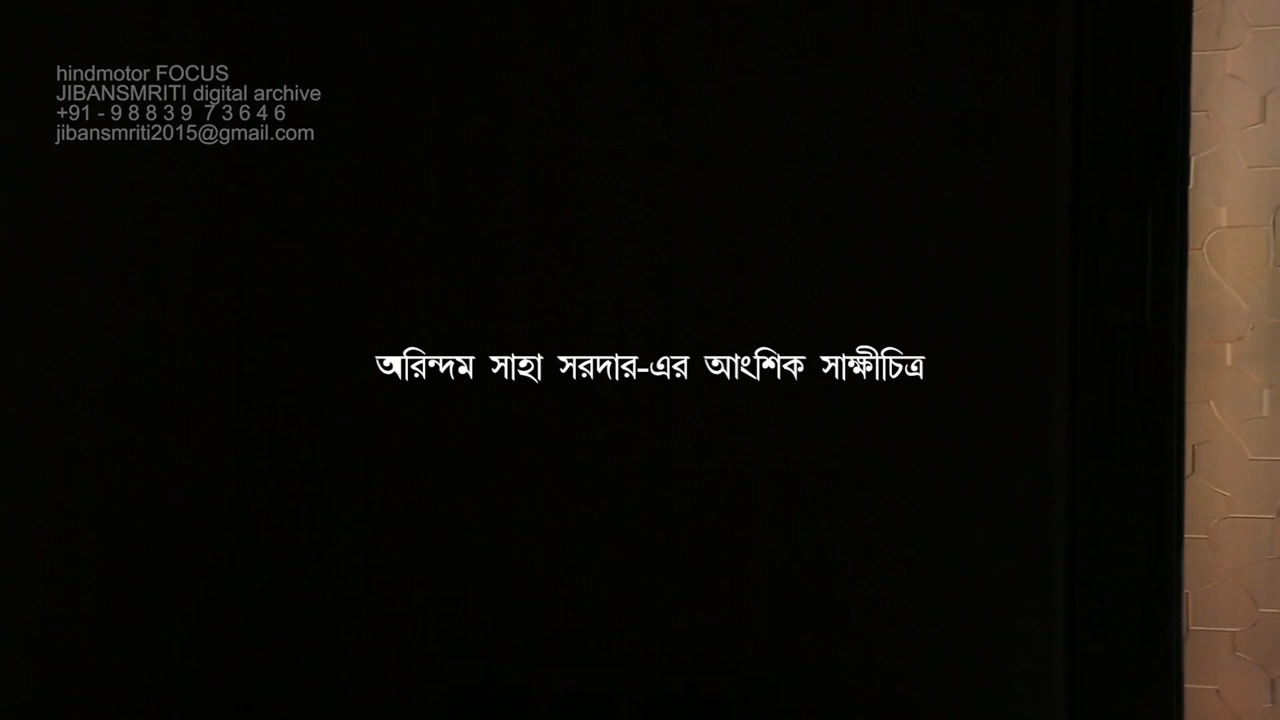 hindmotor FOCUS
JIBANSMRITI digital archive
+91 - 9 8 8 3 9 7 3 6 4 6
jibansmriti2015@gmail.com
অরিন্দম সাহা সরদার-এর আংশিক সাক্ষীচিত্র